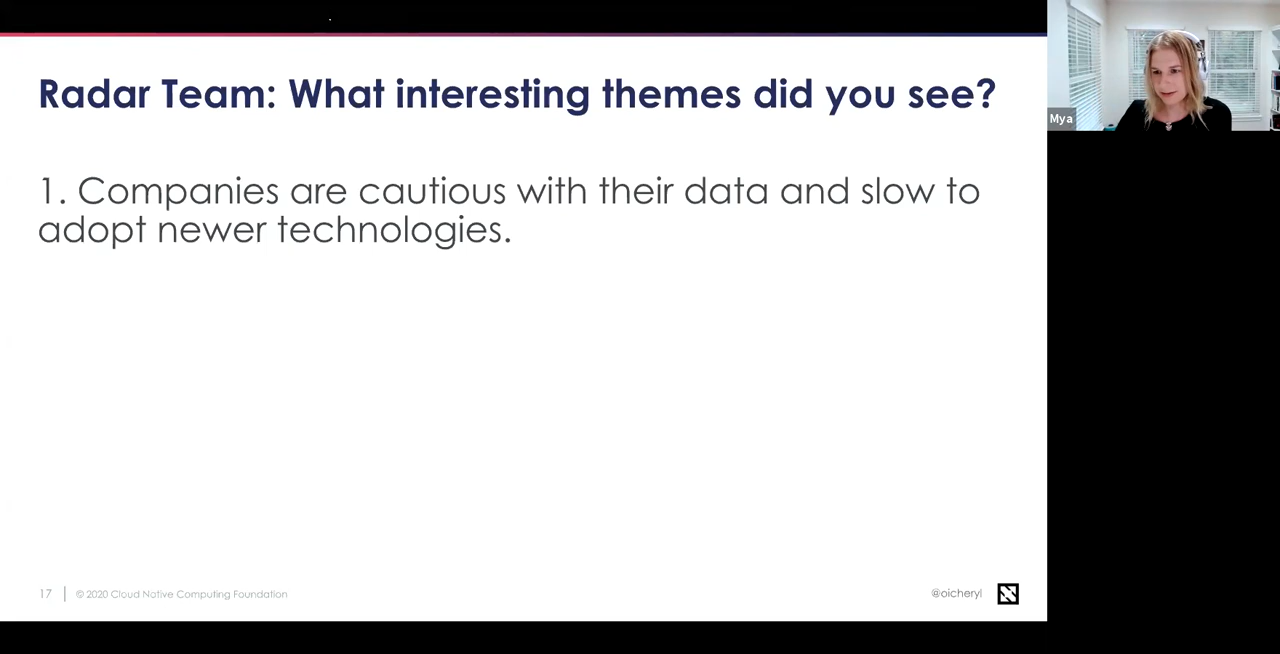 Radar Team: What interesting themes did you see?
Mya
1. Companies are cautious with their data and slow to
adopt newer technologies.
17 | © 2020 Cloud Native Computing Foundation
@oicheryl